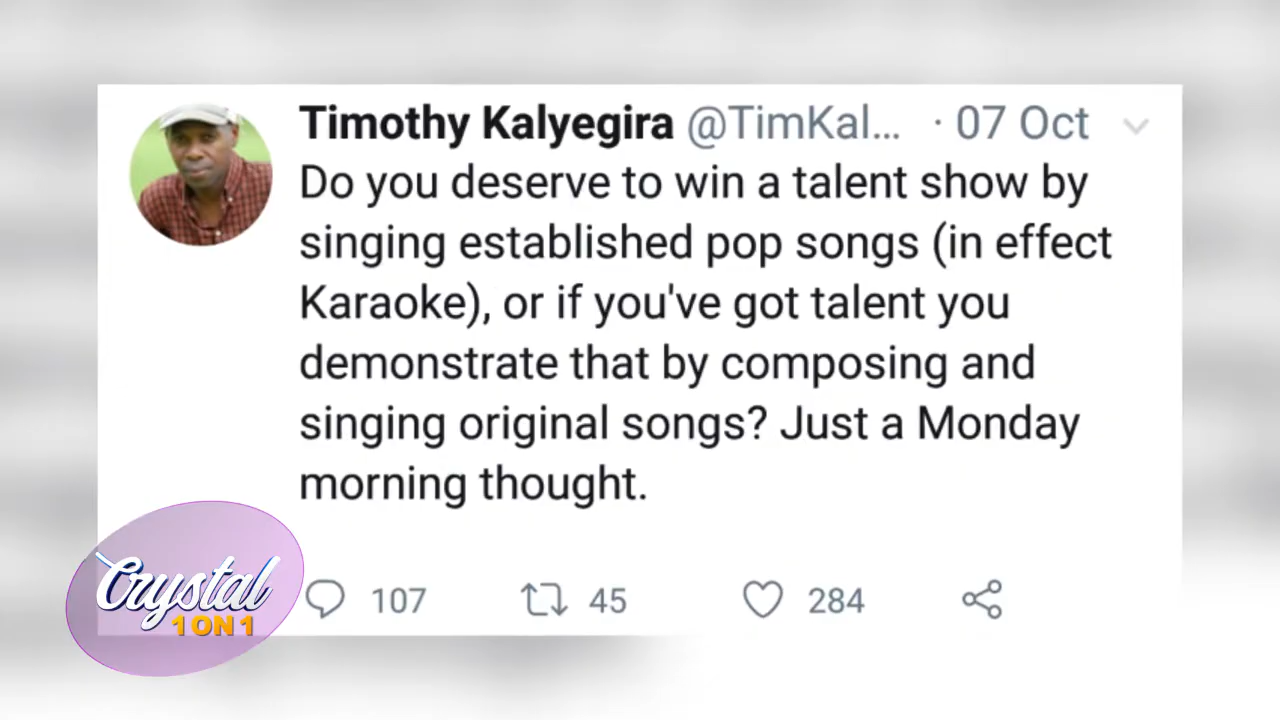 Timothy Kalyegira @TimKal... · 07 Oct
Do you deserve to win a talent show by
singing established pop songs (in effect
Karaoke), or if you've got talent you
demonstrate that by composing and
singing original songs? Just a Monday
morning thought.
107 45 284
Crystal
1 ON 1